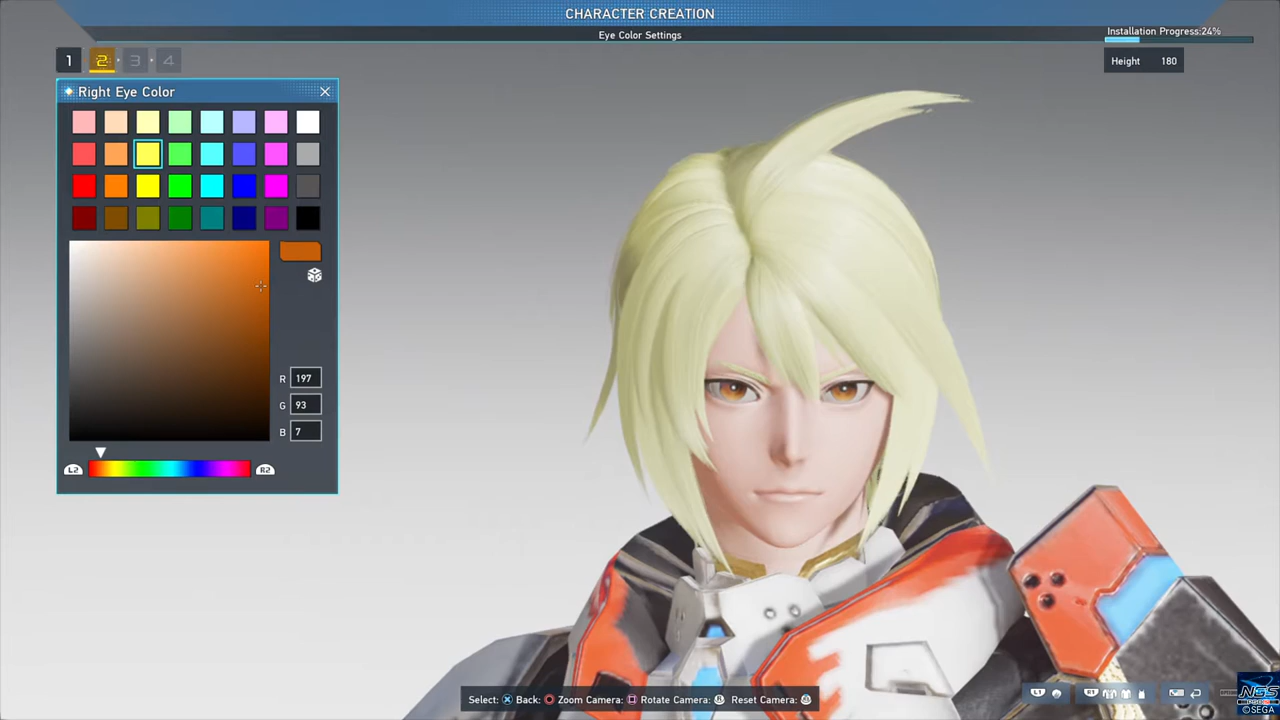 CHARACTER CREATION
Eye Color Settings
Installation Progress:24%
Height 180
1 2 3 4
Right Eye Color
R 197
G 93
B 7
L2 R2
Select: Back: Zoom Camera: Rotate Camera: R Reset Camera:
NGS
©SEGA